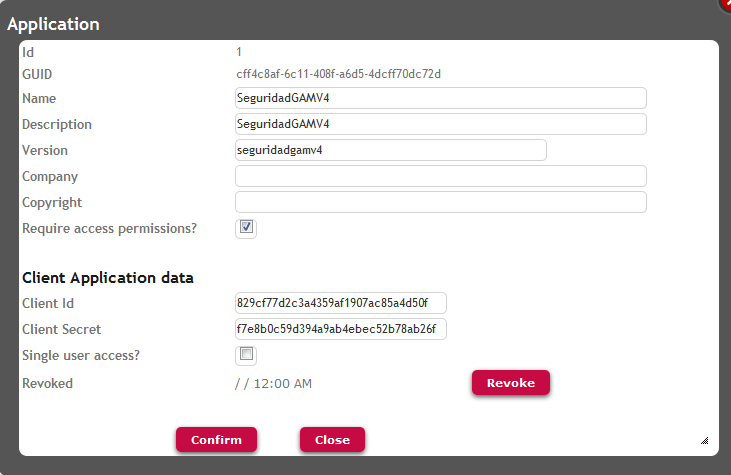 Application
Id 1
GUID cff4c8af-6c11-408f-a6d5-4dcff70dc72d
Name SeguridadGAMV4
Description SeguridadGAMV4
Version seguridadgamv4
Company
Copyright
Require access permissions?
Client Application data
Client Id 829cf77d2c3a4359af1907ac85a4d50f
Client Secret f7e8b0c59d394a9ab4ebec52b78ab26f
Single user access?
Revoked / / 12:00 AM Revoke
Confirm Close